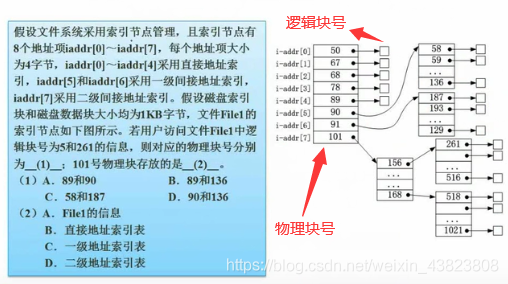 假设文件系统采用索引节点管理，且索引节点有
8个地址项iaddr[0]～iaddr[7]，每个地址项大小
为4字节，iaddr[0]～iaddr[4]采用直接地址索
引，iaddr[5]和iaddr[6]采用一级间接地址索引，
iaddr[7]采用二级间接地址索引。假设磁盘索引
块和磁盘数据块大小均为1KB字节，文件File1的
索引节点如下图所示。若用户访问文件File1中逻
辑块号为5和261的信息，则对应的物理块号分别
为__(1)__；101号物理块存放的是__(2)__。
（1）A．89和90 B．89和136
C．58和187 D．90和136
（2）A．File1的信息
B．直接地址索引表
C．一级地址索引表
D．二级地址索引表
逻辑块号
i-addr[0] 50
i-addr[1] 67
i-addr[2] 68
i-addr[3] 78
i-addr[4] 89
i-addr[5] 90
i-addr[6] 91
i-addr[7] 101
58
59
...
136
187
193
...
129
156
...
168
261
...
516
518
...
...
1021
物理块号
https://blog.csdn.net/weixin_43823808